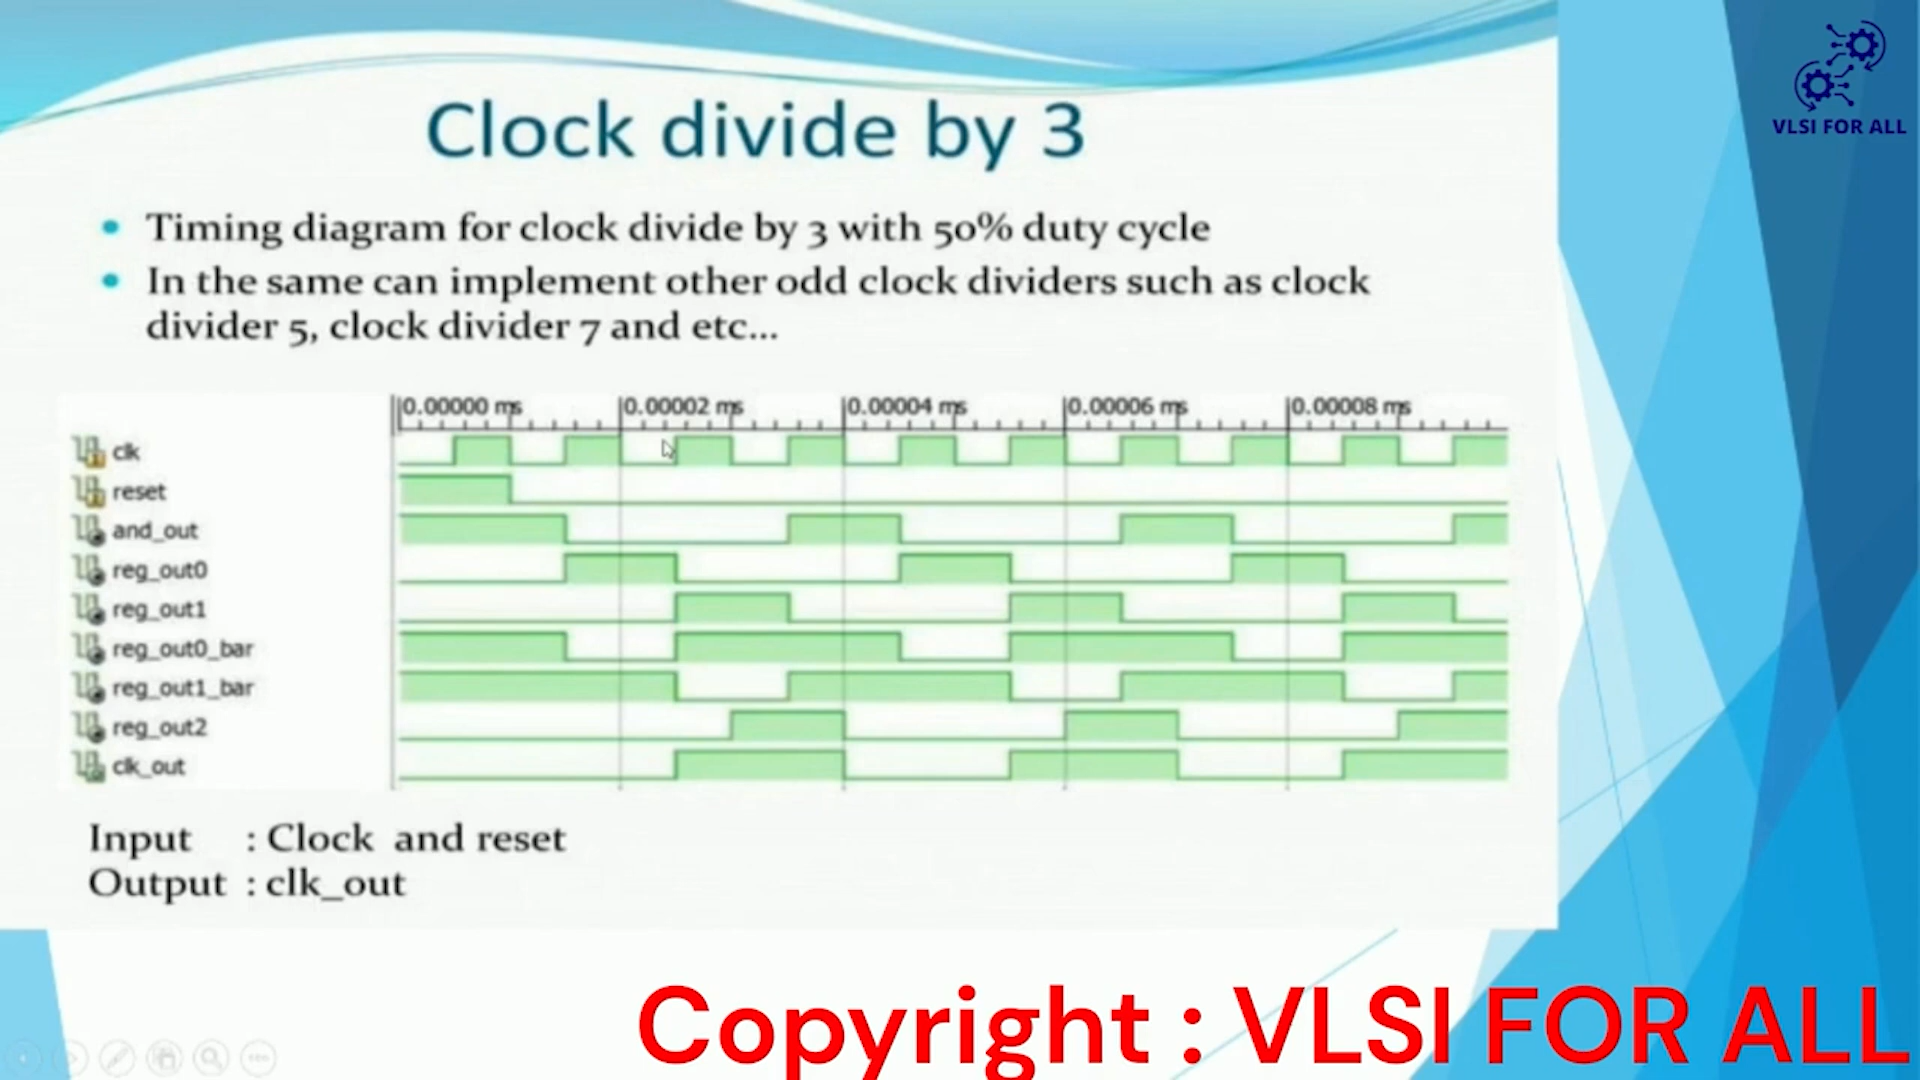 VLSI FOR ALL
Clock divide by 3
• Timing diagram for clock divide by 3 with 50% duty cycle
• In the same can implement other odd clock dividers such as clock
divider 5, clock divider 7 and etc...
0.00000 ms 0.00002 ms 0.00004 ms 0.00006 ms 0.00008 ms
clk
reset
and_out
reg_out0
reg_out1
reg_out0_bar
reg_out1_bar
reg_out2
clk_out
Input : Clock and reset
Output : clk_out
Copyright : VLSI FOR ALL